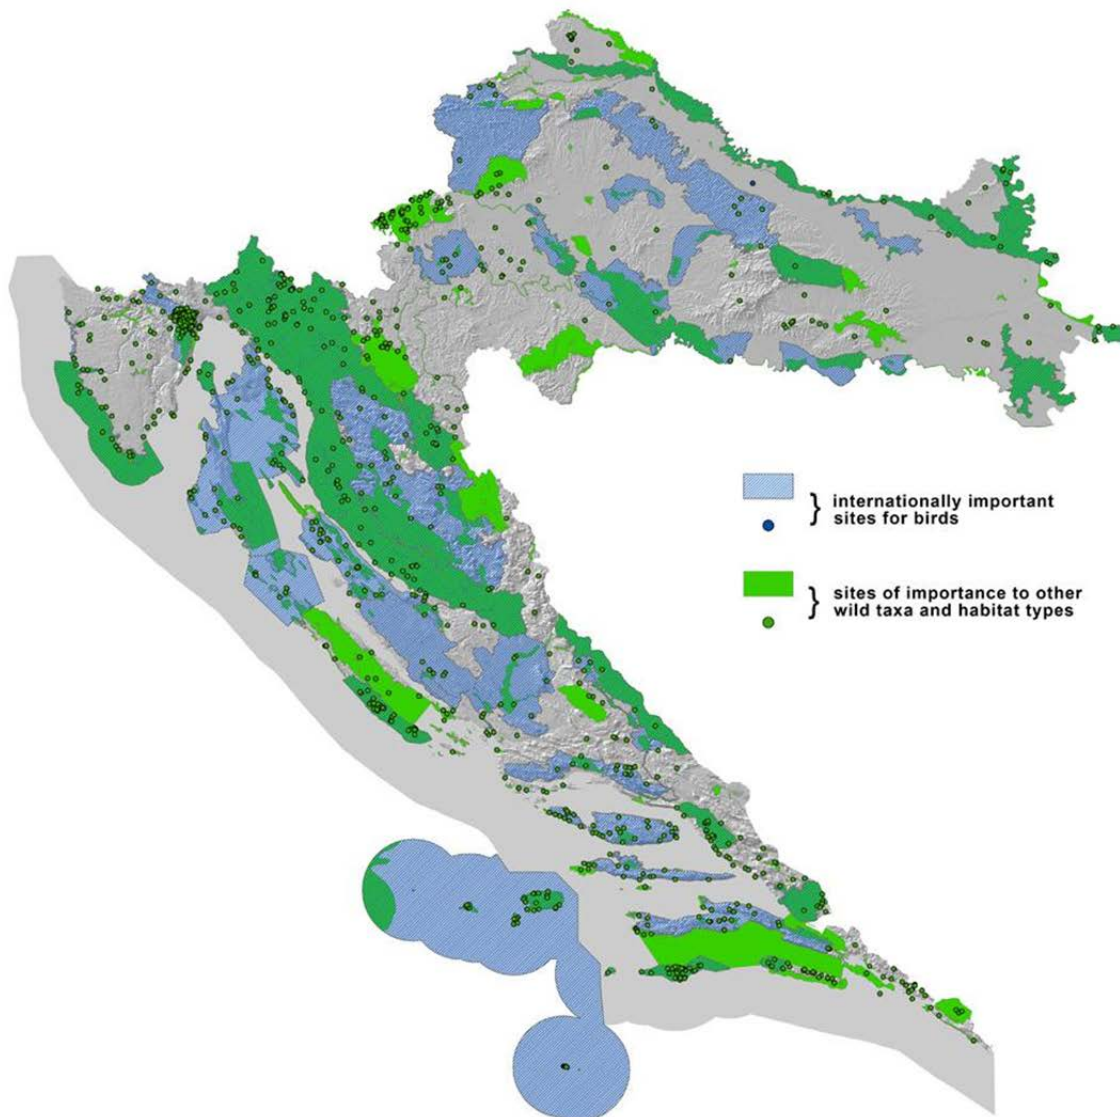 internationally important
sites for birds
sites of importance to other
wild taxa and habitat types